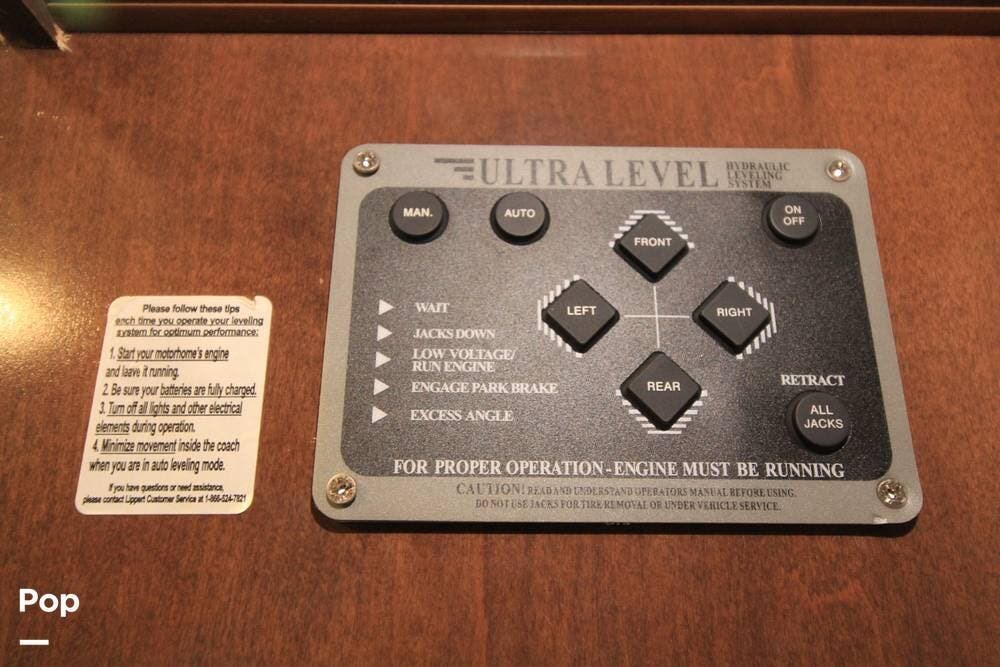 ULTRA LEVEL
HYDRAULIC
LEVELING
SYSTEM
MAN.
AUTO
ON
OFF
FRONT
LEFT
RIGHT
REAR
WAIT
JACKS DOWN
LOW VOLTAGE/
RUN ENGINE
ENGAGE PARK BRAKE
EXCESS ANGLE
RETRACT
ALL
JACKS
FOR PROPER OPERATION - ENGINE MUST BE RUNNING
CAUTION! READ AND UNDERSTAND OPERATORS MANUAL BEFORE USING.
DO NOT USE JACKS FOR TIRE REMOVAL OR UNDER VEHICLE SERVICE.
Please follow these tips
each time you operate your leveling
system for optimum performance:
1. Start your motorhome's engine
and leave it running.
2. Be sure your batteries are fully charged.
3. Turn off all lights and other electrical
elements during operation.
4. Minimize movement inside the coach
when you are in auto leveling mode.
If you have questions or need assistance,
please contact Lippert Customer Service at 1-866-524-7821
Pop